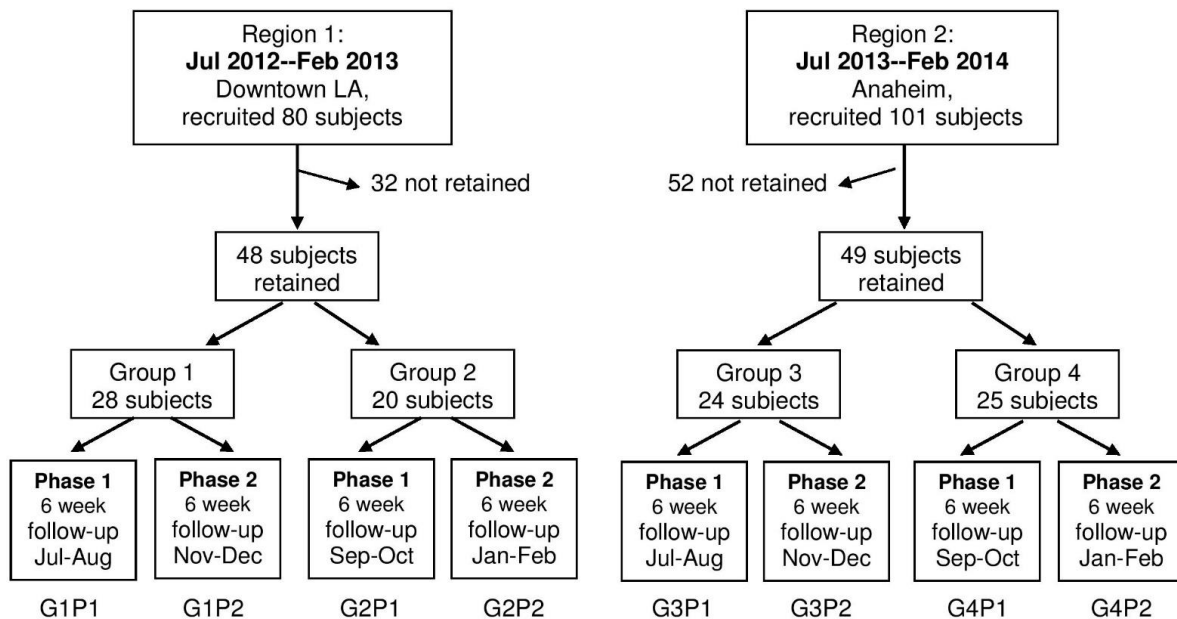 Region 1:
Jul 2012--Feb 2013
Downtown LA,
recruited 80 subjects
32 not retained
48 subjects
retained
Group 1
28 subjects
Group 2
20 subjects
Phase 1
6 week
follow-up
Jul-Aug
Phase 2
6 week
follow-up
Nov-Dec
Phase 1
6 week
follow-up
Sep-Oct
Phase 2
6 week
follow-up
Jan-Feb
G1P1
G1P2
G2P1
G2P2
Region 2:
Jul 2013--Feb 2014
Anaheim,
recruited 101 subjects
52 not retained
49 subjects
retained
Group 3
24 subjects
Group 4
25 subjects
Phase 1
6 week
follow-up
Jul-Aug
Phase 2
6 week
follow-up
Nov-Dec
Phase 1
6 week
follow-up
Sep-Oct
Phase 2
6 week
follow-up
Jan-Feb
G3P1
G3P2
G4P1
G4P2